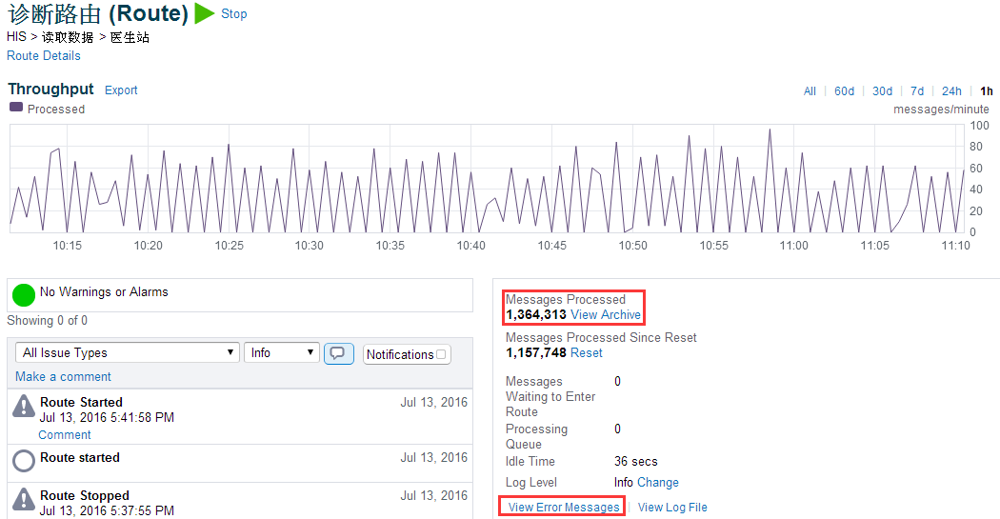 诊断路由 (Route) Stop
HIS > 读取数据 > 医生站
Route Details
Throughput Export
All 60d 30d 7d 24h 1h
Processed
messages/minute
100
80
60
40
20
0
10:15 10:20 10:25 10:30 10:35 10:40 10:45 10:50 10:55 11:00 11:05 11:10
No Warnings or Alarms
Showing 0 of 0
All Issue Types Info Notifications
Make a comment
Route Started Jul 13, 2016
Jul 13, 2016 5:41:58 PM
Comment
Route started Jul 13, 2016
Route Stopped Jul 13, 2016
Jul 13, 2016 5:37:55 PM
Messages Processed
1,364,313 View Archive
Messages Processed Since Reset
1,157,748 Reset
Messages 0
Waiting to Enter
Route
Processing 0
Queue
Idle Time 36 secs
Log Level Info Change
View Error Messages View Log File